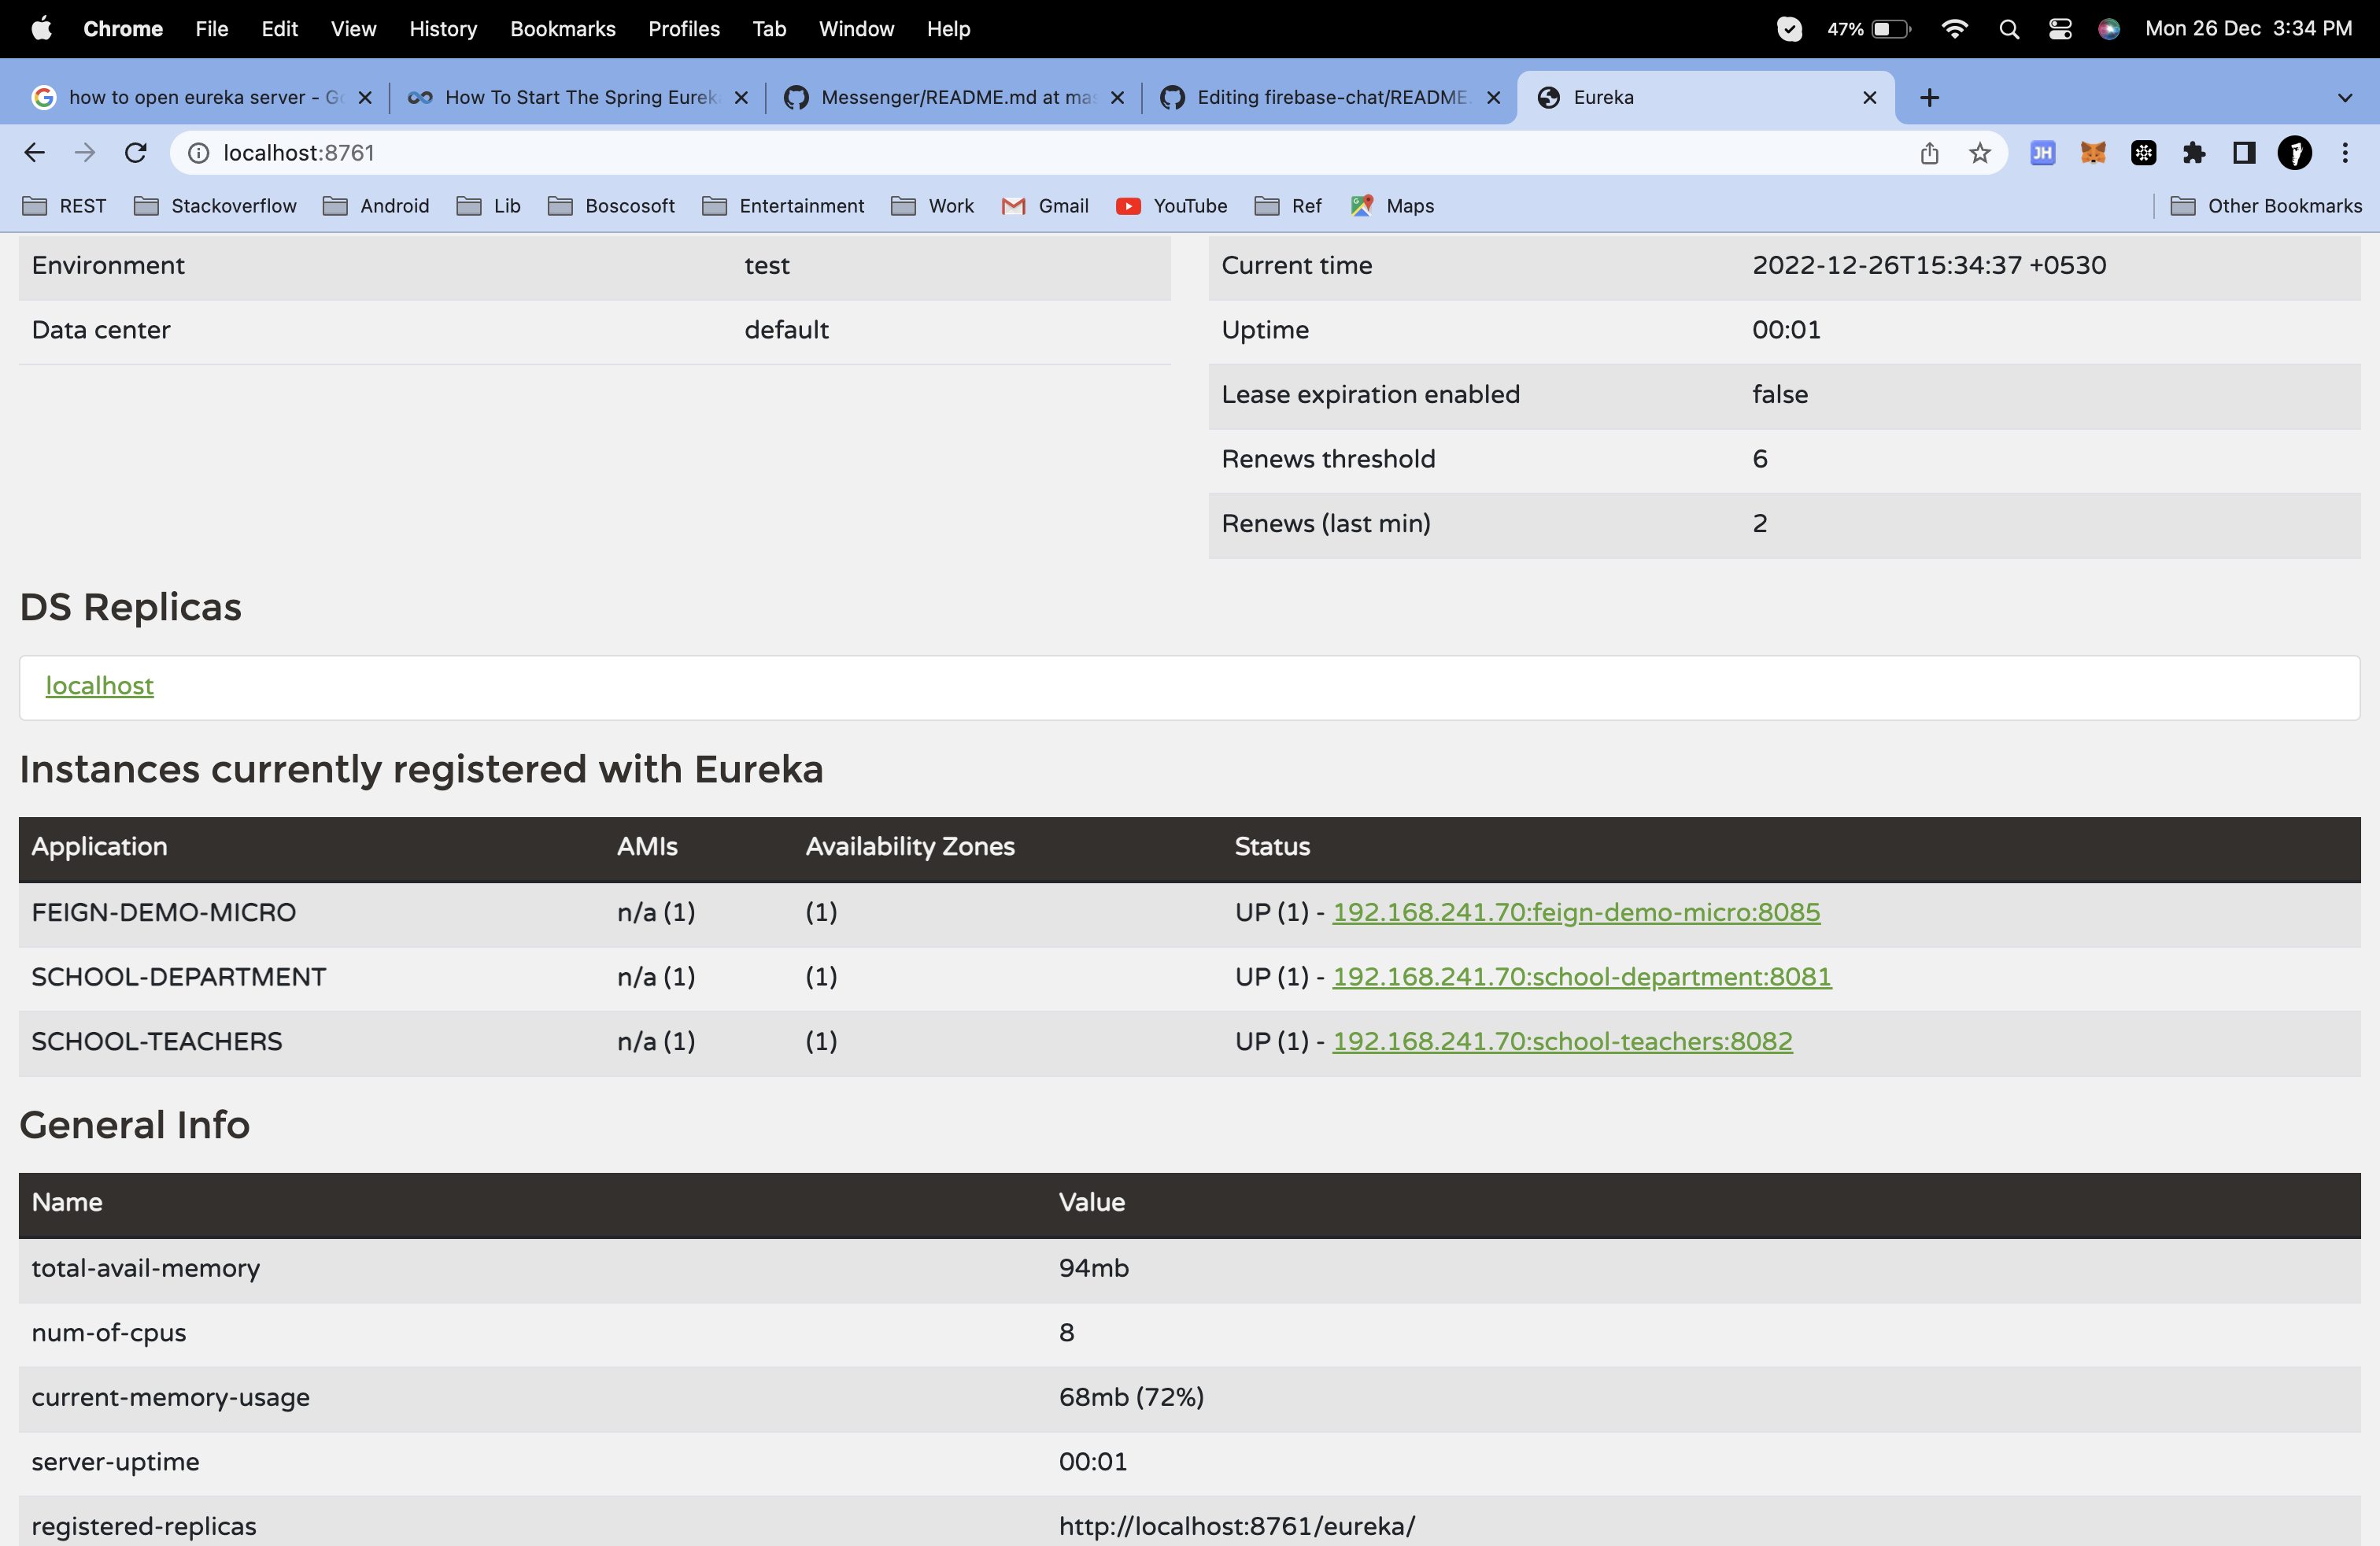 Chrome File Edit View History Bookmarks Profiles Tab Window Help 47% Mon 26 Dec 3:34 PM
how to open eureka server - G How To Start The Spring Eurek Messenger/README.md at mas Editing firebase-chat/README. Eureka
localhost:8761 JH
REST Stackoverflow Android Lib Boscosoft Entertainment Work Gmail YouTube Ref Maps Other Bookmarks
Environment test
Data center default
Current time 2022-12-26T15:34:37 +0530
Uptime 00:01
Lease expiration enabled false
Renews threshold 6
Renews (last min) 2
DS Replicas
localhost
Instances currently registered with Eureka
Application AMIs Availability Zones Status
FEIGN-DEMO-MICRO n/a (1) (1) UP (1) - 192.168.241.70:feign-demo-micro:8085
SCHOOL-DEPARTMENT n/a (1) (1) UP (1) - 192.168.241.70:school-department:8081
SCHOOL-TEACHERS n/a (1) (1) UP (1) - 192.168.241.70:school-teachers:8082
General Info
Name Value
total-avail-memory 94mb
num-of-cpus 8
current-memory-usage 68mb (72%)
server-uptime 00:01
registered-replicas http://localhost:8761/eureka/